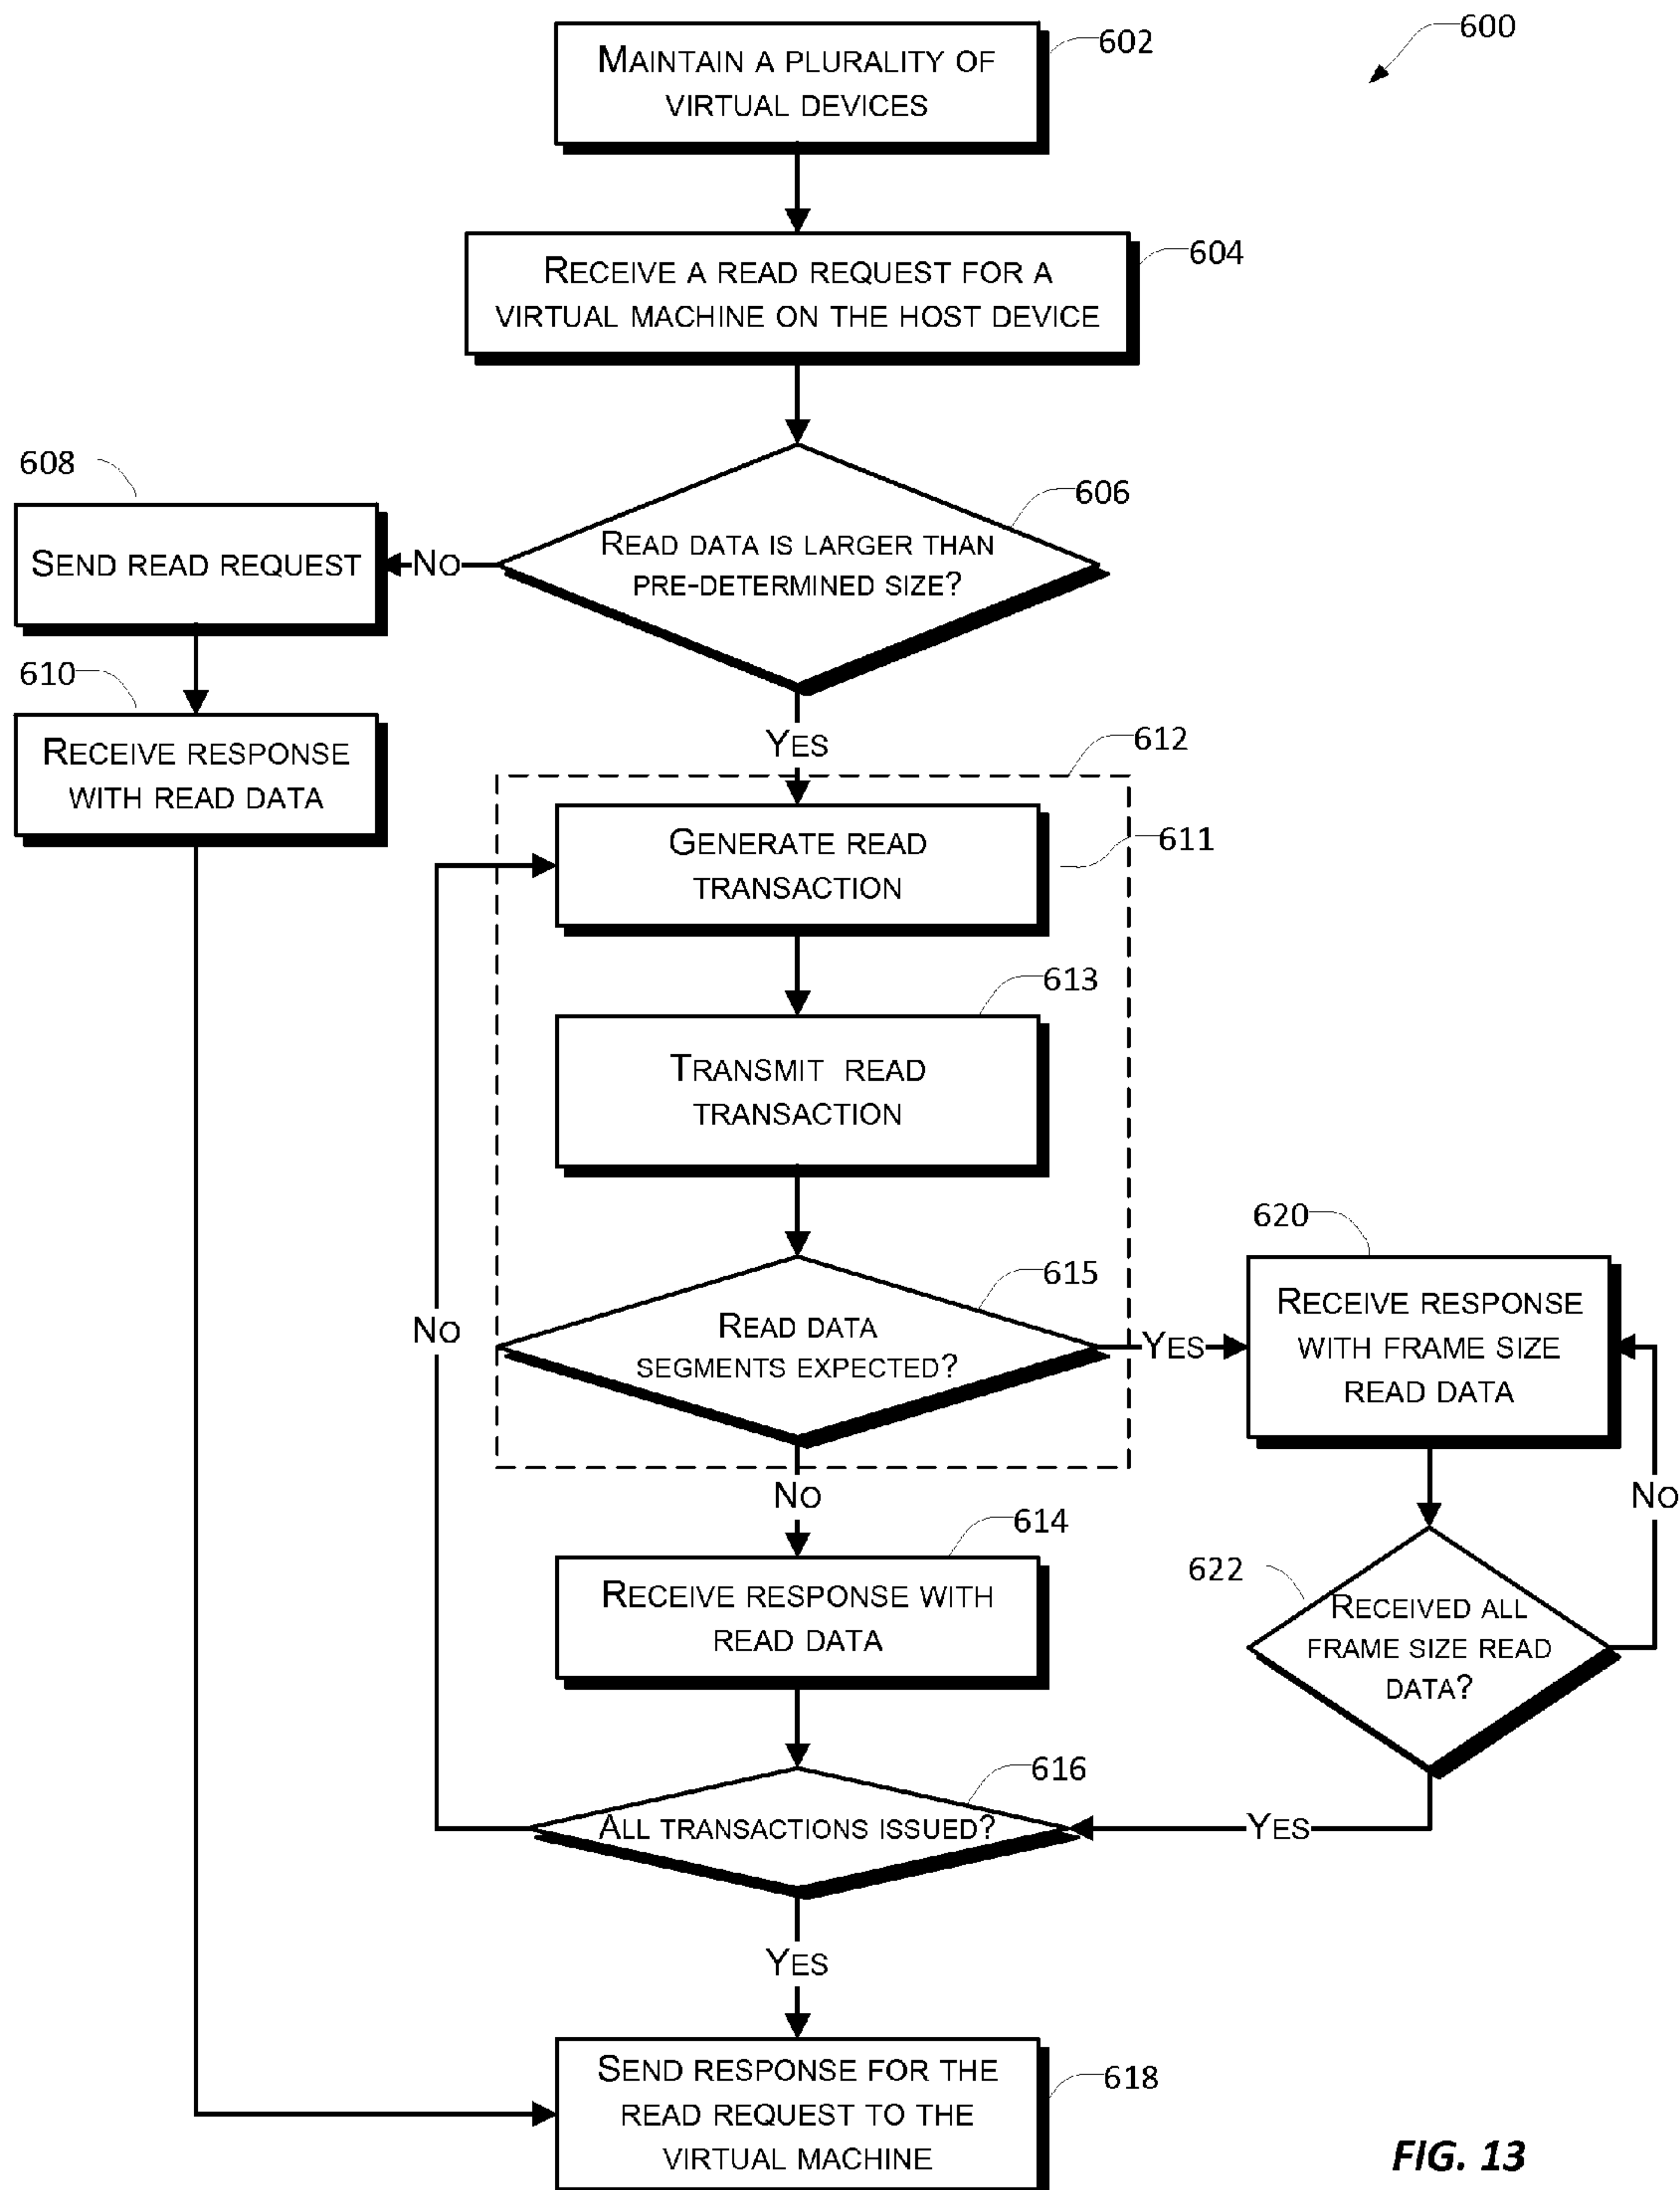 600
602
MAINTAIN A PLURALITY OF
VIRTUAL DEVICES
604
RECEIVE A READ REQUEST FOR A
VIRTUAL MACHINE ON THE HOST DEVICE
606
READ DATA IS LARGER THAN
PRE-DETERMINED SIZE?
NO
608
SEND READ REQUEST
610
RECEIVE RESPONSE
WITH READ DATA
YES
612
611
GENERATE READ
TRANSACTION
613
TRANSMIT READ
TRANSACTION
615
READ DATA
SEGMENTS EXPECTED?
YES
620
RECEIVE RESPONSE
WITH FRAME SIZE
READ DATA
NO
622
RECEIVED ALL
FRAME SIZE READ
DATA?
YES
NO
614
RECEIVE RESPONSE WITH
READ DATA
616
ALL TRANSACTIONS ISSUED?
NO
YES
618
SEND RESPONSE FOR THE
READ REQUEST TO THE
VIRTUAL MACHINE
FIG. 13